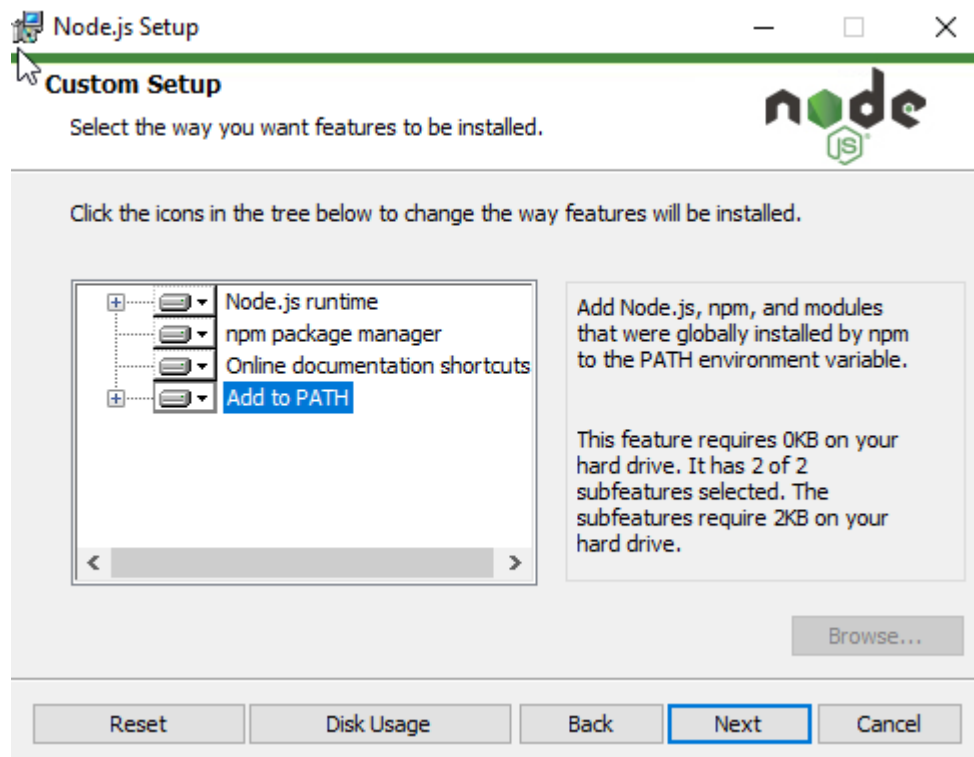 Node.js Setup
Custom Setup
Select the way you want features to be installed.
node
JS
Click the icons in the tree below to change the way features will be installed.
Node.js runtime
npm package manager
Online documentation shortcuts
Add to PATH
Add Node.js, npm, and modules
that were globally installed by npm
to the PATH environment variable.
This feature requires 0KB on your
hard drive. It has 2 of 2
subfeatures selected. The
subfeatures require 2KB on your
hard drive.
Browse...
Reset
Disk Usage
Back
Next
Cancel